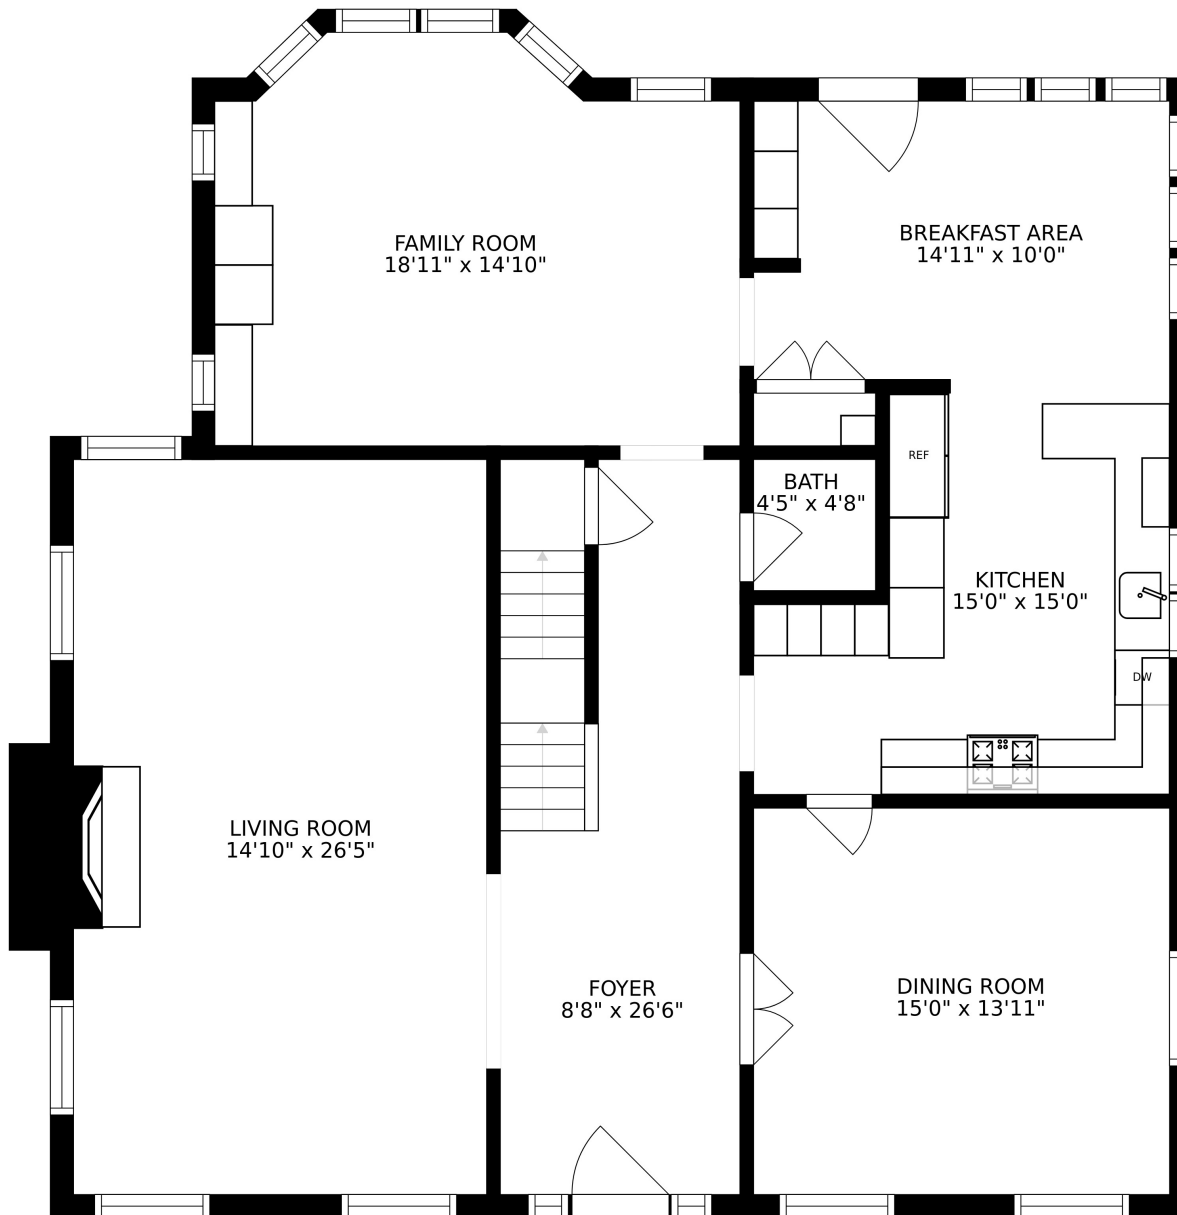 FAMILY ROOM
18'11" x 14'10"
BREAKFAST AREA
14'11" x 10'0"
REF
BATH
4'5" x 4'8"
KITCHEN
15'0" x 15'0"
DW
LIVING ROOM
14'10" x 26'5"
FOYER
8'8" x 26'6"
DINING ROOM
15'0" x 13'11"